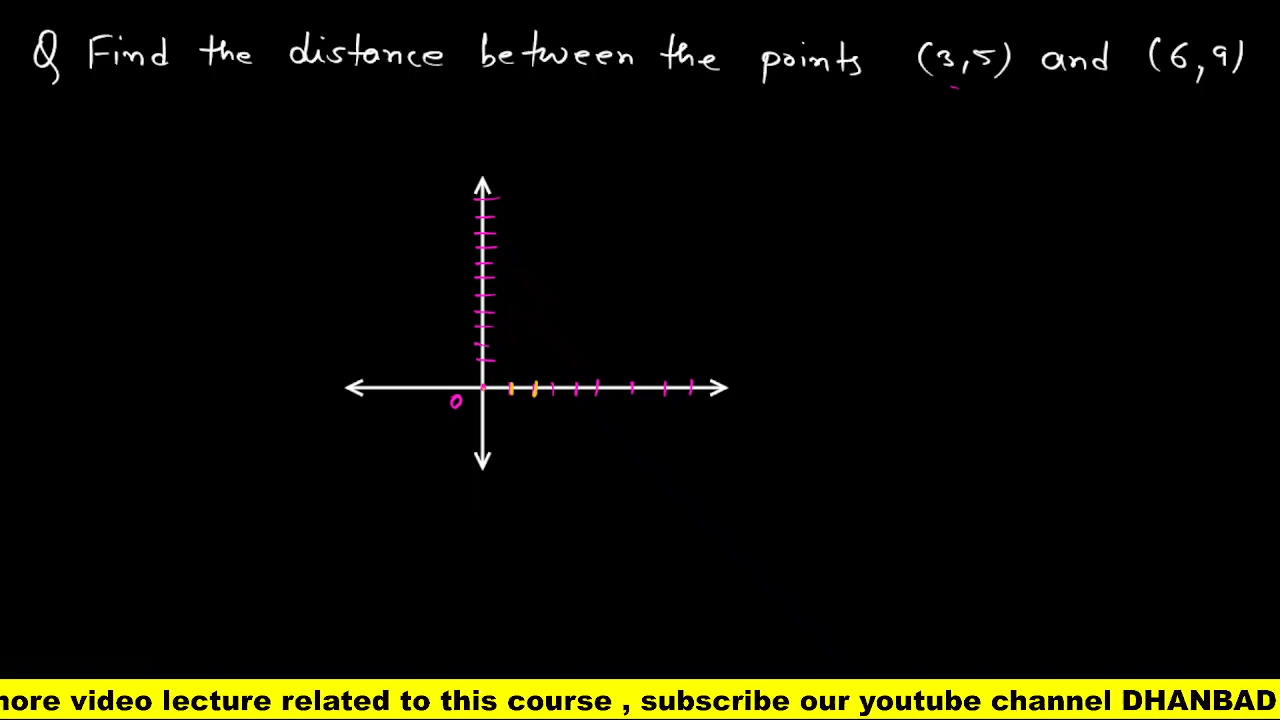 Q Find the distance between the points (3,5) and (6,9)
0
more video lecture related to this course , subscribe our youtube channel DHANBAD